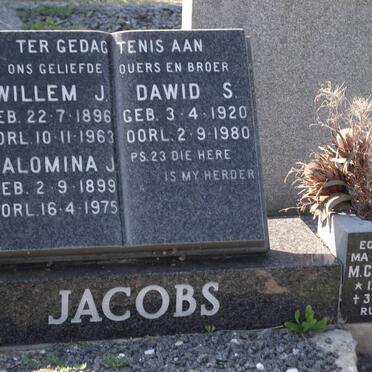 TER GEDAGTENIS AAN
ONS GELIEFDE OUERS EN BROER
WILLEM J.
GEB. 22-7-1896
OORL. 10-11-1963
SALOMINA J.
GEB. 2-9-1899
OORL. 16-4-1975
DAWID S.
GEB. 3-4-1920
OORL. 2-9-1980
PS. 23 DIE HERE
IS MY HERDER
JACOBS
MA
M.C